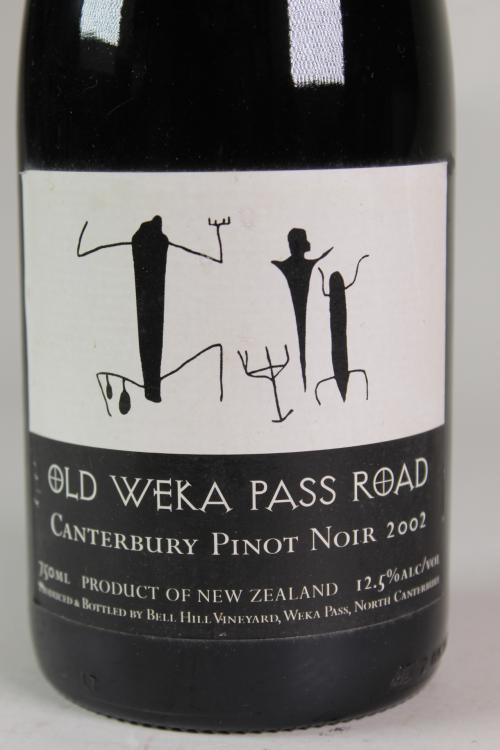 OLD WEKA PASS ROAD
CANTERBURY PINOT NOIR 2002
750ML PRODUCT OF NEW ZEALAND 12.5%ALC/VOL
PRODUCED & BOTTLED BY BELL HILL VINEYARD, WEKA PASS, NORTH CANTERBURY